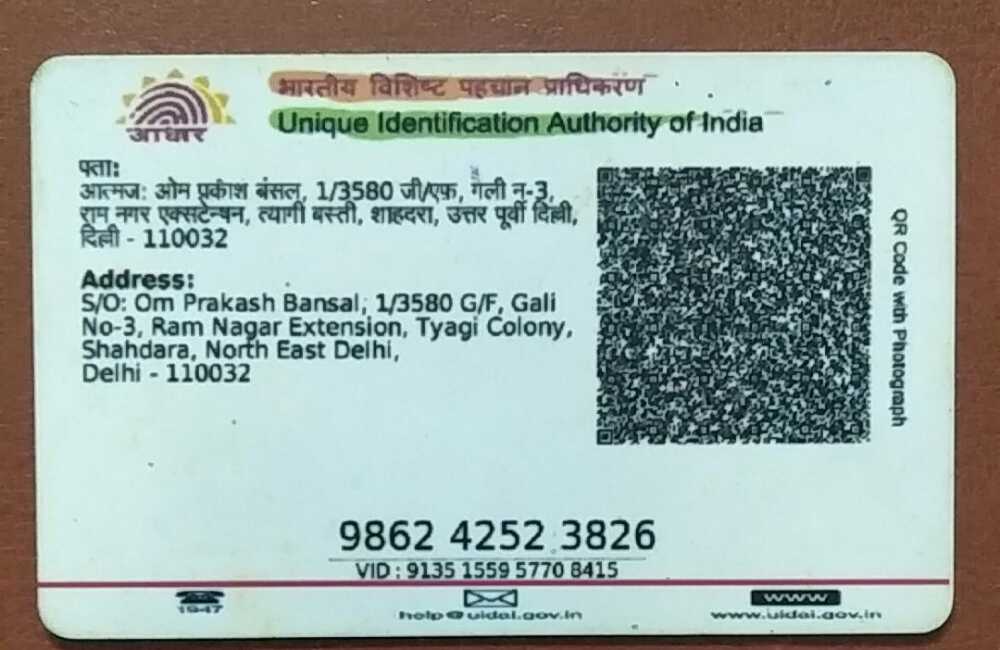 आधार
भारतीय विशिष्ट पहचान प्राधिकरण
Unique Identification Authority of India
पता:
आत्मज: ओम प्रकाश बंसल, 1/3580 जी/एफ़, गली न-3,
राम नगर एक्सटेन्षन, त्यागी बस्ती, शाहदरा, उत्तर पूर्वी दिल्ली,
दिल्ली - 110032
Address:
S/O: Om Prakash Bansal, 1/3580 G/F, Gali
No-3, Ram Nagar Extension, Tyagi Colony,
Shahdara, North East Delhi,
Delhi - 110032
QR Code with Photograph
9862 4252 3826
VID : 9135 1559 5770 8415
1947
help@uidai.gov.in
www
www.uidai.gov.in